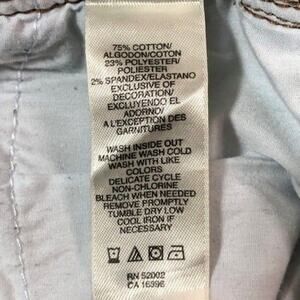 75% COTTON/
ALGODON/COTON
23% POLYESTER/
POLIESTER
2% SPANDEX/ELASTANO
EXCLUSIVE OF
DECORATION/
EXCLUYENDO EL
ADORNO/
A L'EXCEPTION DES
GARNITURES
WASH INSIDE OUT
MACHINE WASH COLD
WASH WITH LIKE
COLORS
DELICATE CYCLE
NON-CHLORINE
BLEACH WHEN NEEDED
REMOVE PROMPTLY
TUMBLE DRY LOW
COOL IRON IF
NECESSARY
RN 52002
CA 16396